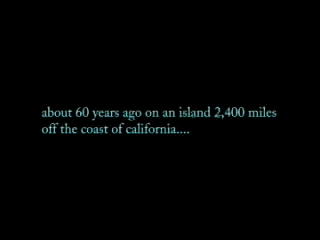 about 60 years ago on an island 2,400 miles
off the coast of california....